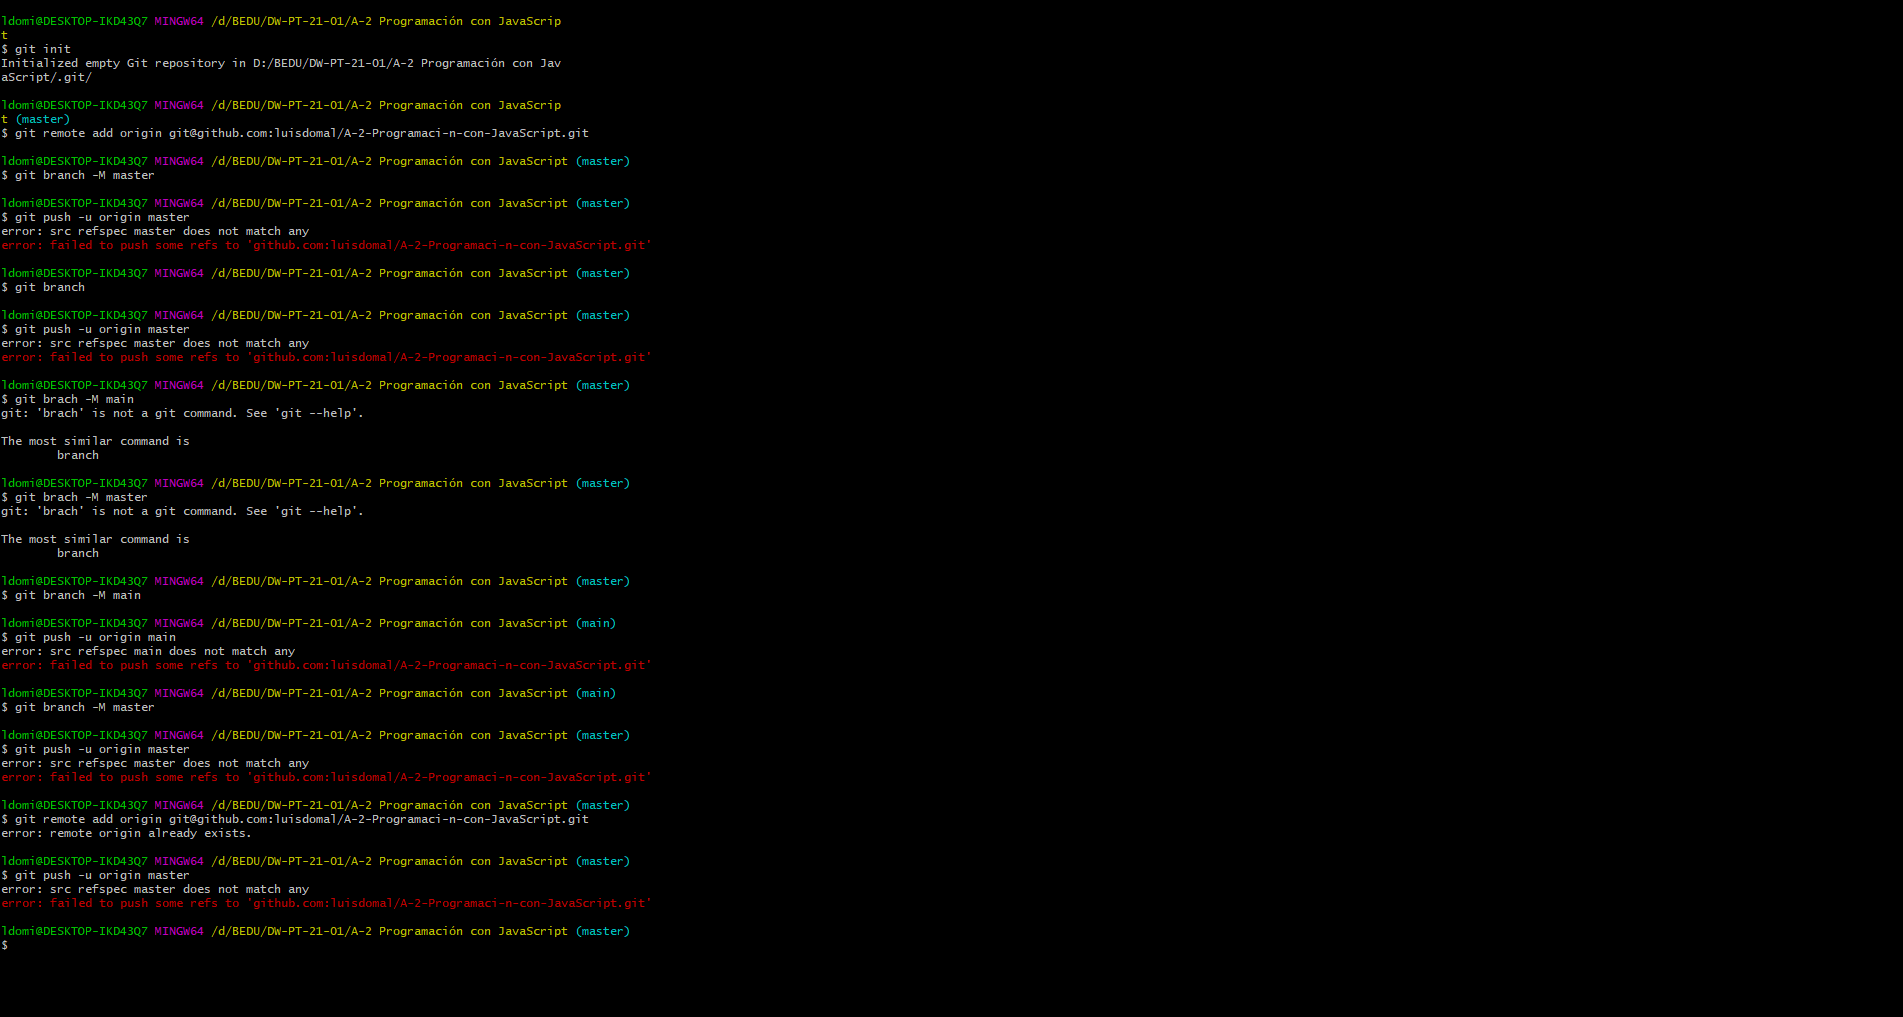 ldomi@DESKTOP-IKD43Q7 MINGW64 /d/BEDU/DW-PT-21-01/A-2 Programación con JavaScrip
t
$ git init
Initialized empty Git repository in D:/BEDU/DW-PT-21-01/A-2 Programación con Jav
aScript/.git/
ldomi@DESKTOP-IKD43Q7 MINGW64 /d/BEDU/DW-PT-21-01/A-2 Programación con JavaScrip
t (master)
$ git remote add origin git@github.com:luisdomal/A-2-Programaci-n-con-JavaScript.git
ldomi@DESKTOP-IKD43Q7 MINGW64 /d/BEDU/DW-PT-21-01/A-2 Programación con JavaScript (master)
$ git branch -M master
ldomi@DESKTOP-IKD43Q7 MINGW64 /d/BEDU/DW-PT-21-01/A-2 Programación con JavaScript (master)
$ git push -u origin master
error: src refspec master does not match any
error: failed to push some refs to 'github.com:luisdomal/A-2-Programaci-n-con-JavaScript.git'
ldomi@DESKTOP-IKD43Q7 MINGW64 /d/BEDU/DW-PT-21-01/A-2 Programación con JavaScript (master)
$ git branch
ldomi@DESKTOP-IKD43Q7 MINGW64 /d/BEDU/DW-PT-21-01/A-2 Programación con JavaScript (master)
$ git push -u origin master
error: src refspec master does not match any
error: failed to push some refs to 'github.com:luisdomal/A-2-Programaci-n-con-JavaScript.git'
ldomi@DESKTOP-IKD43Q7 MINGW64 /d/BEDU/DW-PT-21-01/A-2 Programación con JavaScript (master)
$ git brach -M main
git: 'brach' is not a git command. See 'git --help'.
The most similar command is
branch
ldomi@DESKTOP-IKD43Q7 MINGW64 /d/BEDU/DW-PT-21-01/A-2 Programación con JavaScript (master)
$ git brach -M master
git: 'brach' is not a git command. See 'git --help'.
The most similar command is
branch
ldomi@DESKTOP-IKD43Q7 MINGW64 /d/BEDU/DW-PT-21-01/A-2 Programación con JavaScript (master)
$ git branch -M main
ldomi@DESKTOP-IKD43Q7 MINGW64 /d/BEDU/DW-PT-21-01/A-2 Programación con JavaScript (main)
$ git push -u origin main
error: src refspec main does not match any
error: failed to push some refs to 'github.com:luisdomal/A-2-Programaci-n-con-JavaScript.git'
ldomi@DESKTOP-IKD43Q7 MINGW64 /d/BEDU/DW-PT-21-01/A-2 Programación con JavaScript (main)
$ git branch -M master
ldomi@DESKTOP-IKD43Q7 MINGW64 /d/BEDU/DW-PT-21-01/A-2 Programación con JavaScript (master)
$ git push -u origin master
error: src refspec master does not match any
error: failed to push some refs to 'github.com:luisdomal/A-2-Programaci-n-con-JavaScript.git'
ldomi@DESKTOP-IKD43Q7 MINGW64 /d/BEDU/DW-PT-21-01/A-2 Programación con JavaScript (master)
$ git remote add origin git@github.com:luisdomal/A-2-Programaci-n-con-JavaScript.git
error: remote origin already exists.
ldomi@DESKTOP-IKD43Q7 MINGW64 /d/BEDU/DW-PT-21-01/A-2 Programación con JavaScript (master)
$ git push -u origin master
error: src refspec master does not match any
error: failed to push some refs to 'github.com:luisdomal/A-2-Programaci-n-con-JavaScript.git'
ldomi@DESKTOP-IKD43Q7 MINGW64 /d/BEDU/DW-PT-21-01/A-2 Programación con JavaScript (master)
$